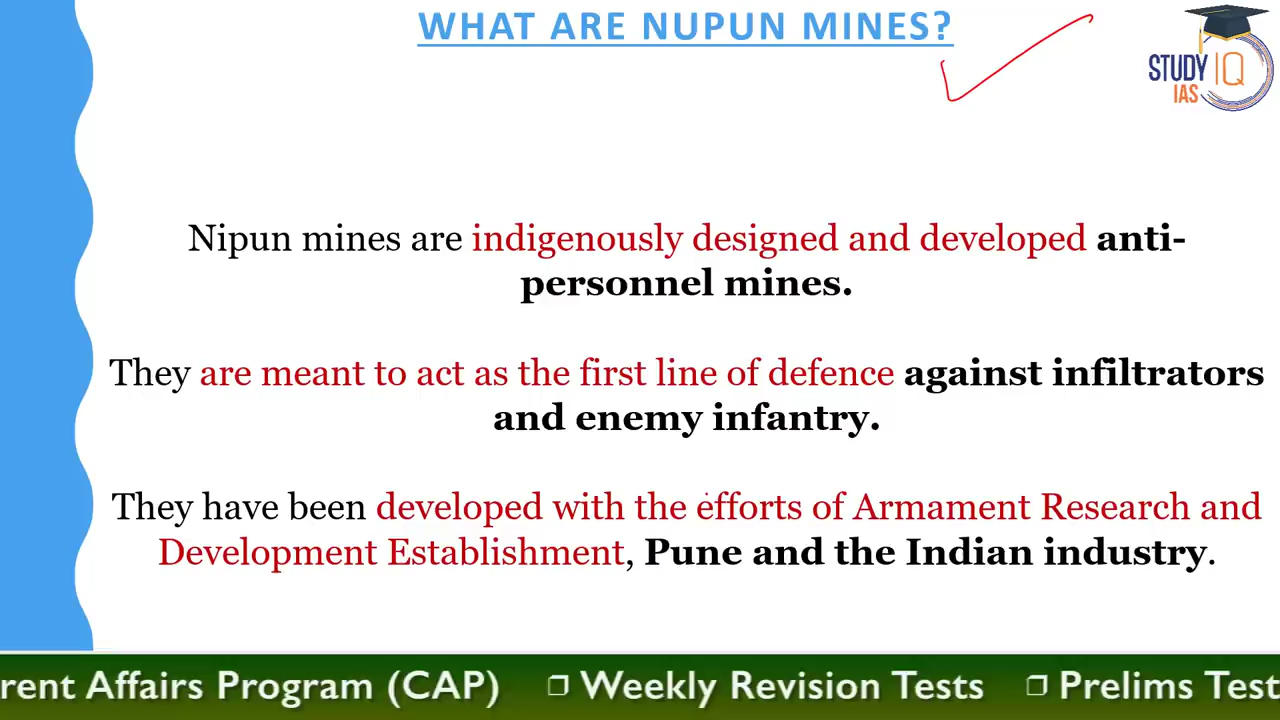 WHAT ARE NUPUN MINES?
STUDY IQ
IAS
Nipun mines are indigenously designed and developed anti-
personnel mines.
They are meant to act as the first line of defence against infiltrators
and enemy infantry.
They have been developed with the efforts of Armament Research and
Development Establishment, Pune and the Indian industry.
rent Affairs Program (CAP) ❐ Weekly Revision Tests ❐ Prelims Test